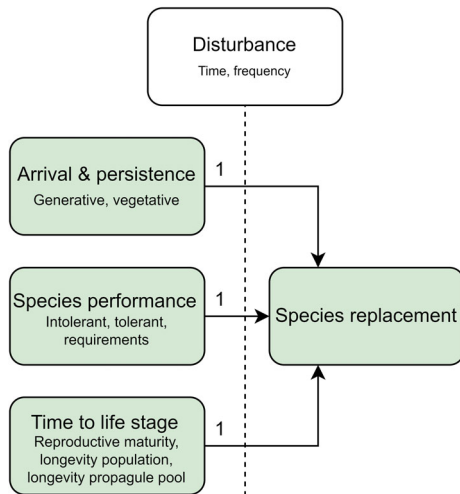 Disturbance
Time, frequency
Arrival & persistence
Generative, vegetative
1
Species performance
Intolerant, tolerant,
requirements
1
Species replacement
Time to life stage
Reproductive maturity,
longevity population,
longevity propagule pool
1